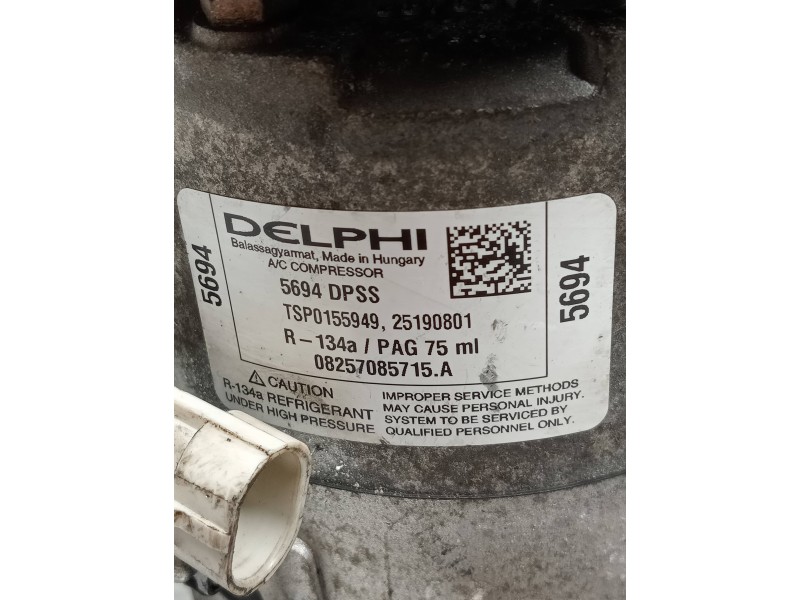 DELPHI
Balassagyarmat, Made in Hungary
A/C COMPRESSOR
5694 DPSS
TSP0155949, 25190801
R-134a / PAG 75 ml
08257085715.A
5694
5694
⚠ CAUTION
R-134a REFRIGERANT
UNDER HIGH PRESSURE
IMPROPER SERVICE METHODS
MAY CAUSE PERSONAL INJURY.
SYSTEM TO BE SERVICED BY
QUALIFIED PERSONNEL ONLY.